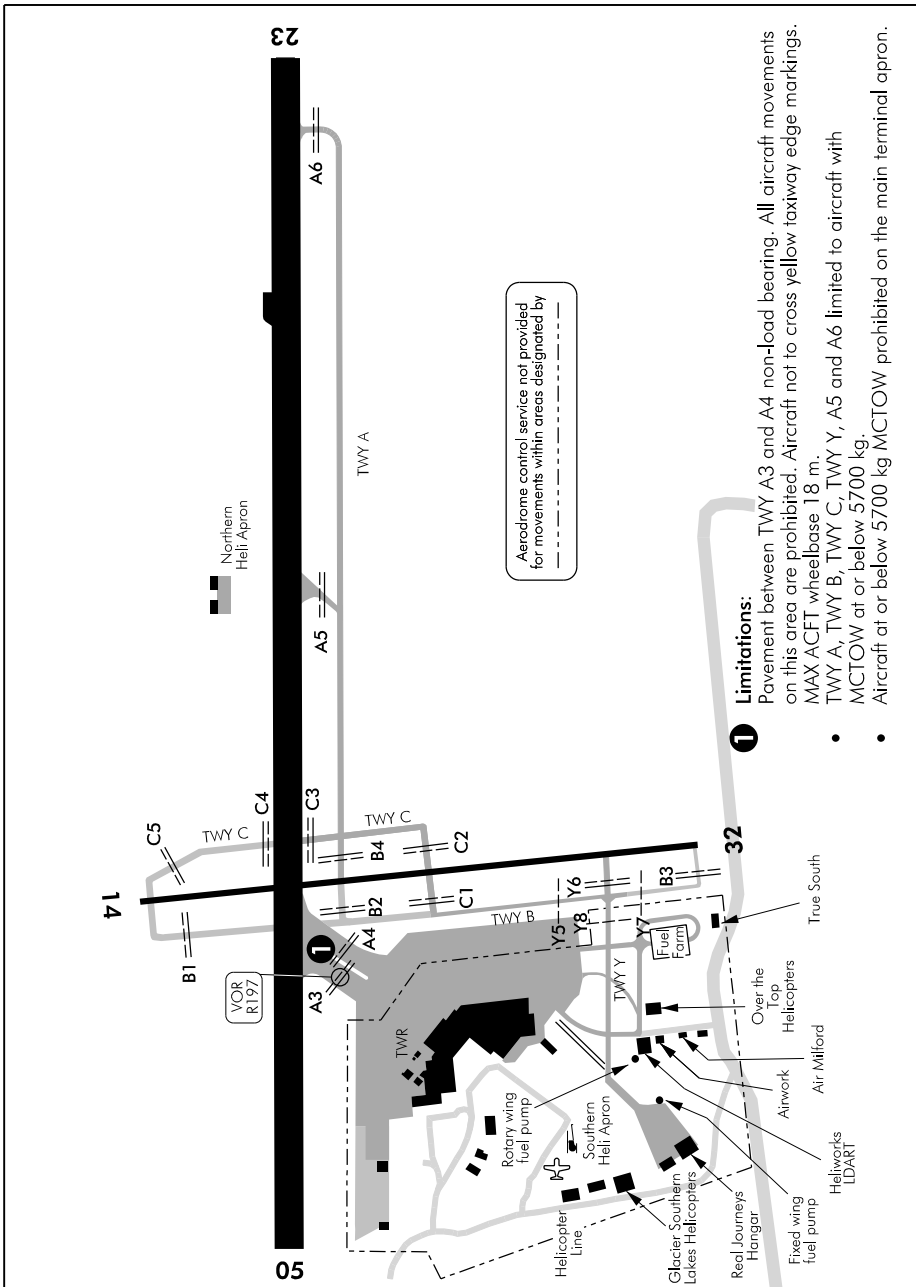 23
A6
Northern
Heli Apron
TWY A
A5
Aerodrome control service not provided
for movements within areas designated by
C5
C4
C3
TWY C
TWY C
B4
C2
14
32
B1
B2
C1
TWY B
Y6
B3
1
A4
A3
VOR
R197
Y5
Y8
Y7
Fuel
Farm
TWY Y
True South
TWR
Over the
Top
Helicopters
Air Milford
Airwork
Heliworks
LDART
Rotary wing
fuel pump
Southern
Heli Apron
Fixed wing
fuel pump
Helicopter
Line
Glacier Southern
Lakes Helicopters
Real Journeys
Hangar
05
1 Limitations:
Pavement between TWY A3 and A4 non-load bearing. All aircraft movements
on this area are prohibited. Aircraft not to cross yellow taxiway edge markings.
MAX ACFT wheelbase 18 m.
• TWY A, TWY B, TWY C, TWY Y, A5 and A6 limited to aircraft with
MCTOW at or below 5700 kg.
• Aircraft at or below 5700 kg MCTOW prohibited on the main terminal apron.